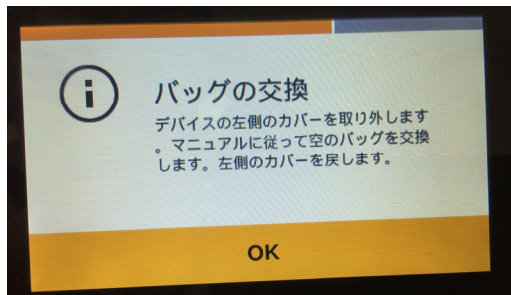 バッグの交換
デバイスの左側のカバーを取り外します
。マニュアルに従って空のバッグを交換
します。左側のカバーを戻します。
OK